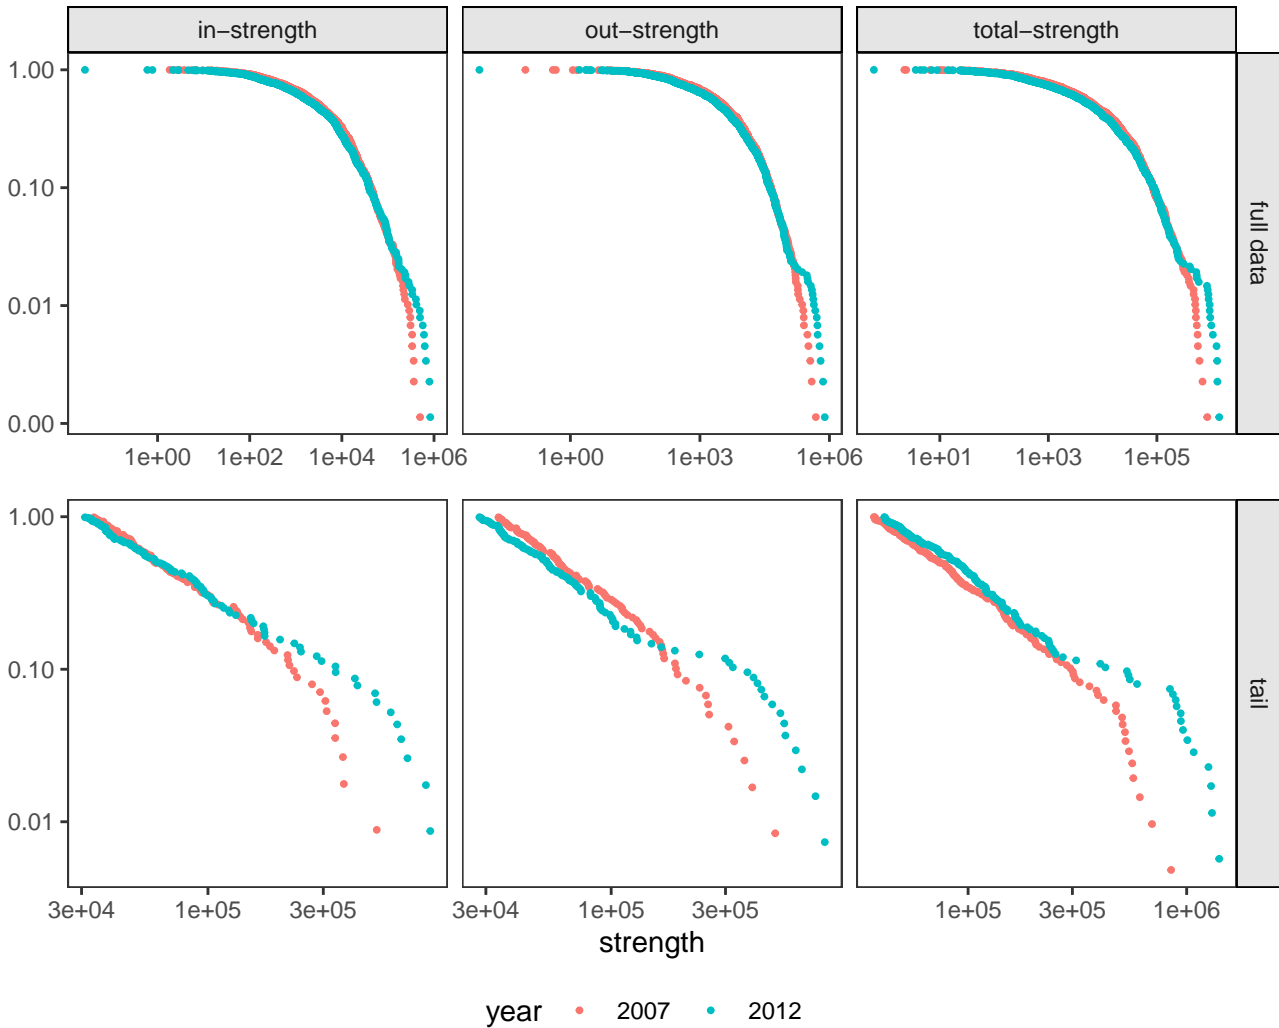 in−strength out−strength total−strength
1.00
0.10
0.01
0.00
full data
1e+00 1e+02 1e+04 1e+06 1e+00 1e+03 1e+06 1e+01 1e+03 1e+05
1.00
0.10
0.01
tail
3e+04 1e+05 3e+05 3e+04 1e+05 3e+05 1e+05 3e+05 1e+06
strength
year 2007 2012